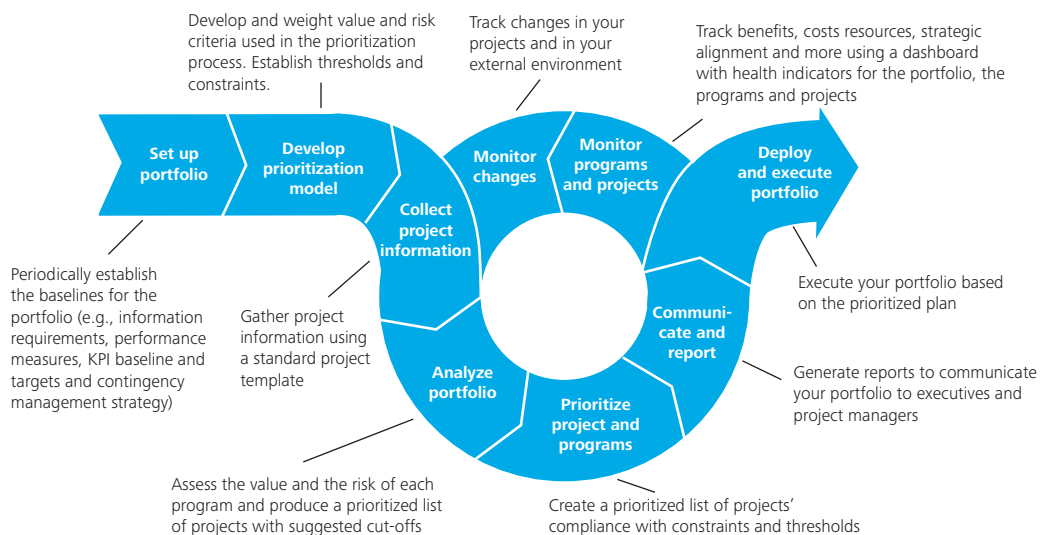 Develop and weight value and risk
criteria used in the prioritization
process. Establish thresholds and
constraints.
Track changes in your
projects and in your
external environment
Track benefits, costs resources, strategic
alignment and more using a dashboard
with health indicators for the portfolio, the
programs and projects
Set up
portfolio
Develop
prioritization
model
Collect
project
information
Monitor
changes
Monitor
programs
and projects
Deploy
and execute
portfolio
Periodically establish
the baselines for the
portfolio (e.g., information
requirements, performance
measures, KPI baseline and
targets and contingency
management strategy)
Gather project
information using
a standard project
template
Analyze
portfolio
Prioritize
project and
programs
Communi-
cate and
report
Execute your portfolio based
on the prioritized plan
Generate reports to communicate
your portfolio to executives and
project managers
Assess the value and the risk of each
program and produce a prioritized list
of projects with suggested cut-offs
Create a prioritized list of projects’
compliance with constraints and thresholds